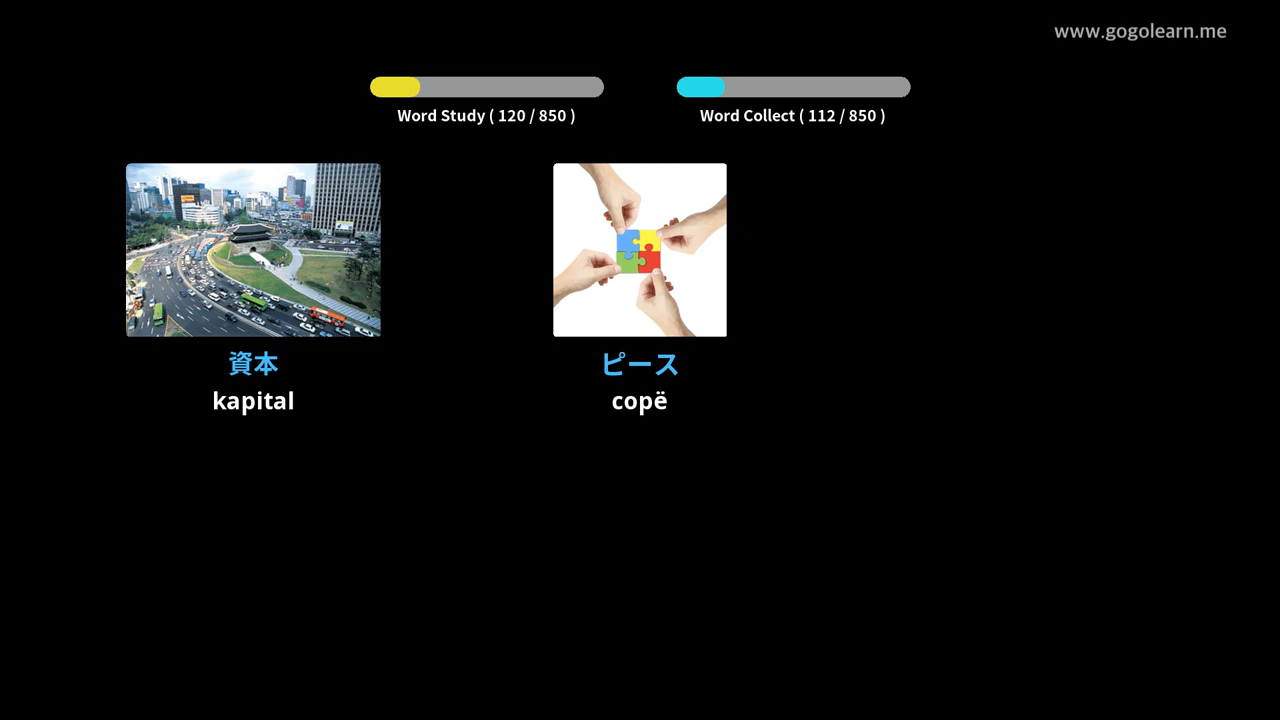 www.gogolearn.me
Word Study ( 120 / 850 )
Word Collect ( 112 / 850 )
資本
kapital
ピース
copë